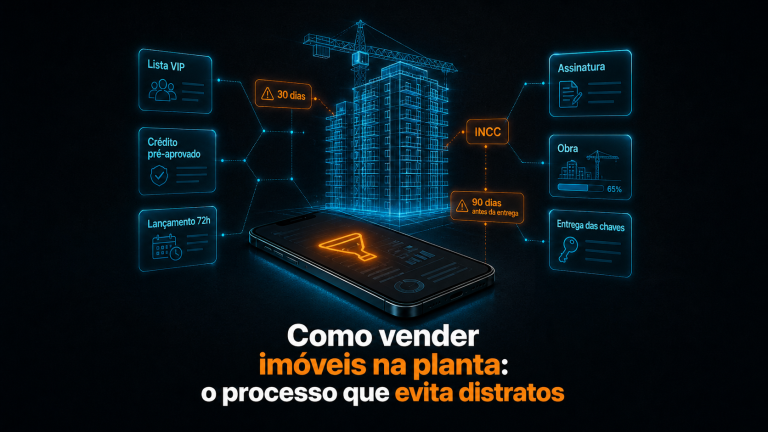 Lista VIP
Crédito
pré-aprovado
Lançamento 72h
30 dias
INCC
90 dias
antes da entrega
Assinatura
Obra
65%
Entrega das chaves
Como vender
imóveis na planta:
o processo que evita distratos